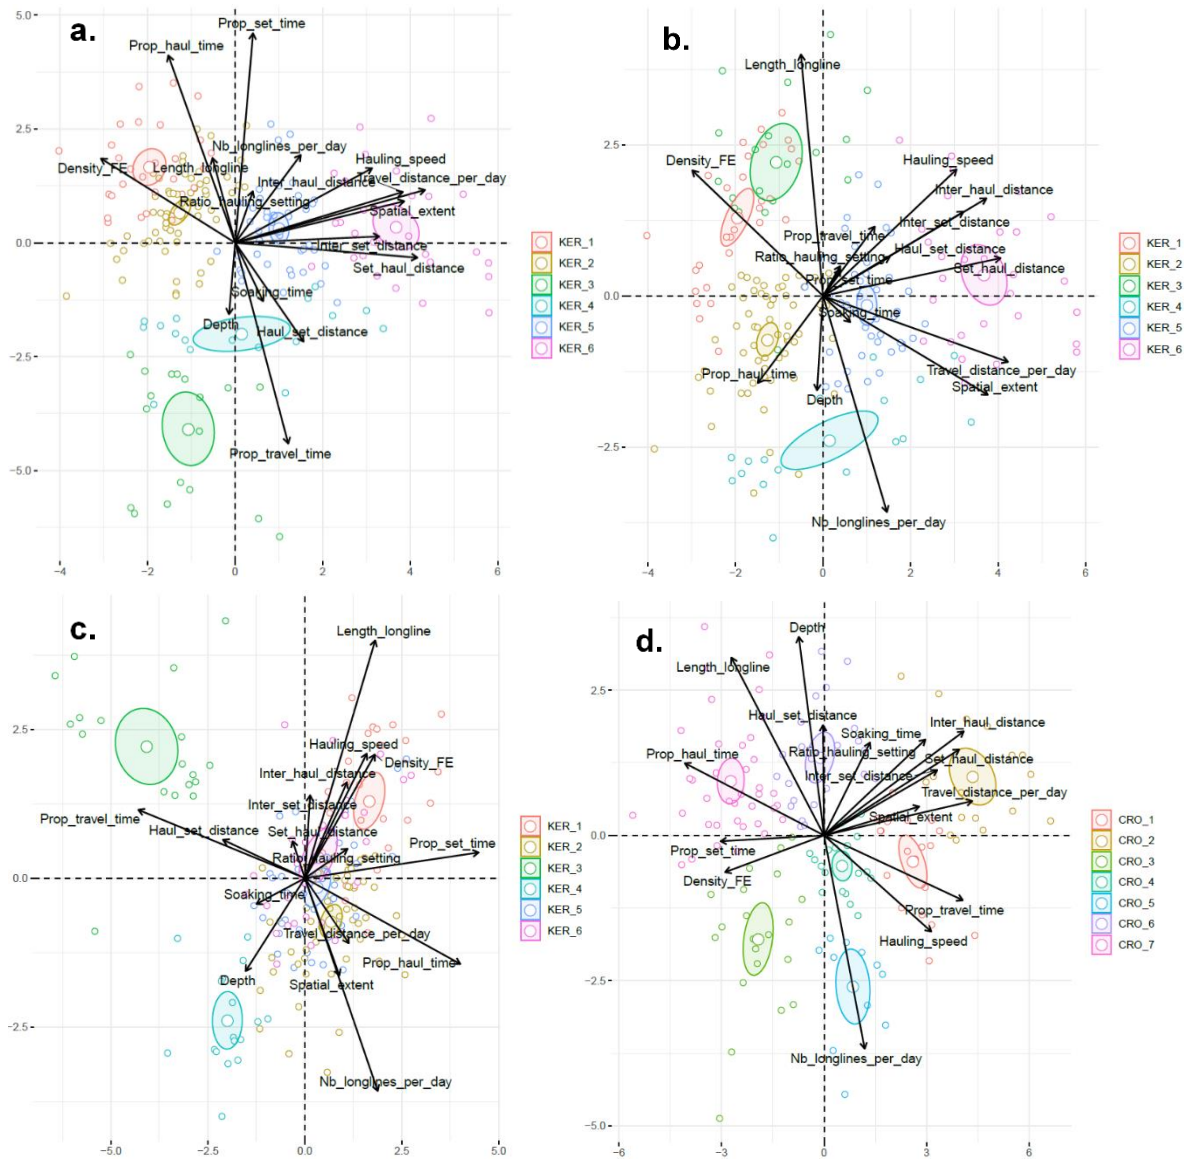 a.
5.0
2.5
0.0
−2.5
−5.0
−4
−2
0
2
4
6
Prop_set_time
Prop_haul_time
Nb_longlines_per_day
Density_FE
Length_longline
Hauling_speed
Inter_haul_distance
Travel_distance_per_day
Ratio_hauling_setting
Spatial_extent
Inter_set_distance
Set_haul_distance
Soaking_time
Depth
Haul_set_distance
Prop_travel_time
KER_1
KER_2
KER_3
KER_4
KER_5
KER_6
b.
2.5
0.0
−2.5
−4
−2
0
2
4
6
Length_longline
Density_FE
Hauling_speed
Inter_haul_distance
Inter_set_distance
Prop_travel_time
Haul_set_distance
Ratio_hauling_setting
Set_haul_distance
Prop_set_time
Soaking_time
Prop_haul_time
Travel_distance_per_day
Spatial_extent
Depth
Nb_longlines_per_day
KER_1
KER_2
KER_3
KER_4
KER_5
KER_6
c.
2.5
0.0
−2.5
−5.0
−2.5
0.0
2.5
5.0
Length_longline
Hauling_speed
Density_FE
Inter_haul_distance
Inter_set_distance
Prop_travel_time
Haul_set_distance
Set_haul_distance
Prop_set_time
Ratio_hauling_setting
Soaking_time
Travel_distance_per_day
Prop_haul_time
Depth
Spatial_extent
Nb_longlines_per_day
KER_1
KER_2
KER_3
KER_4
KER_5
KER_6
d.
2.5
0.0
−2.5
−5.0
−6
−3
0
3
6
Depth
Length_longline
Haul_set_distance
Inter_haul_distance
Soaking_time
Prop_haul_time
Ratio_hauling_setting
Set_haul_distance
Inter_set_distance
Travel_distance_per_day
Spatial_extent
Prop_set_time
Density_FE
Prop_travel_time
Hauling_speed
Nb_longlines_per_day
CRO_1
CRO_2
CRO_3
CRO_4
CRO_5
CRO_6
CRO_7